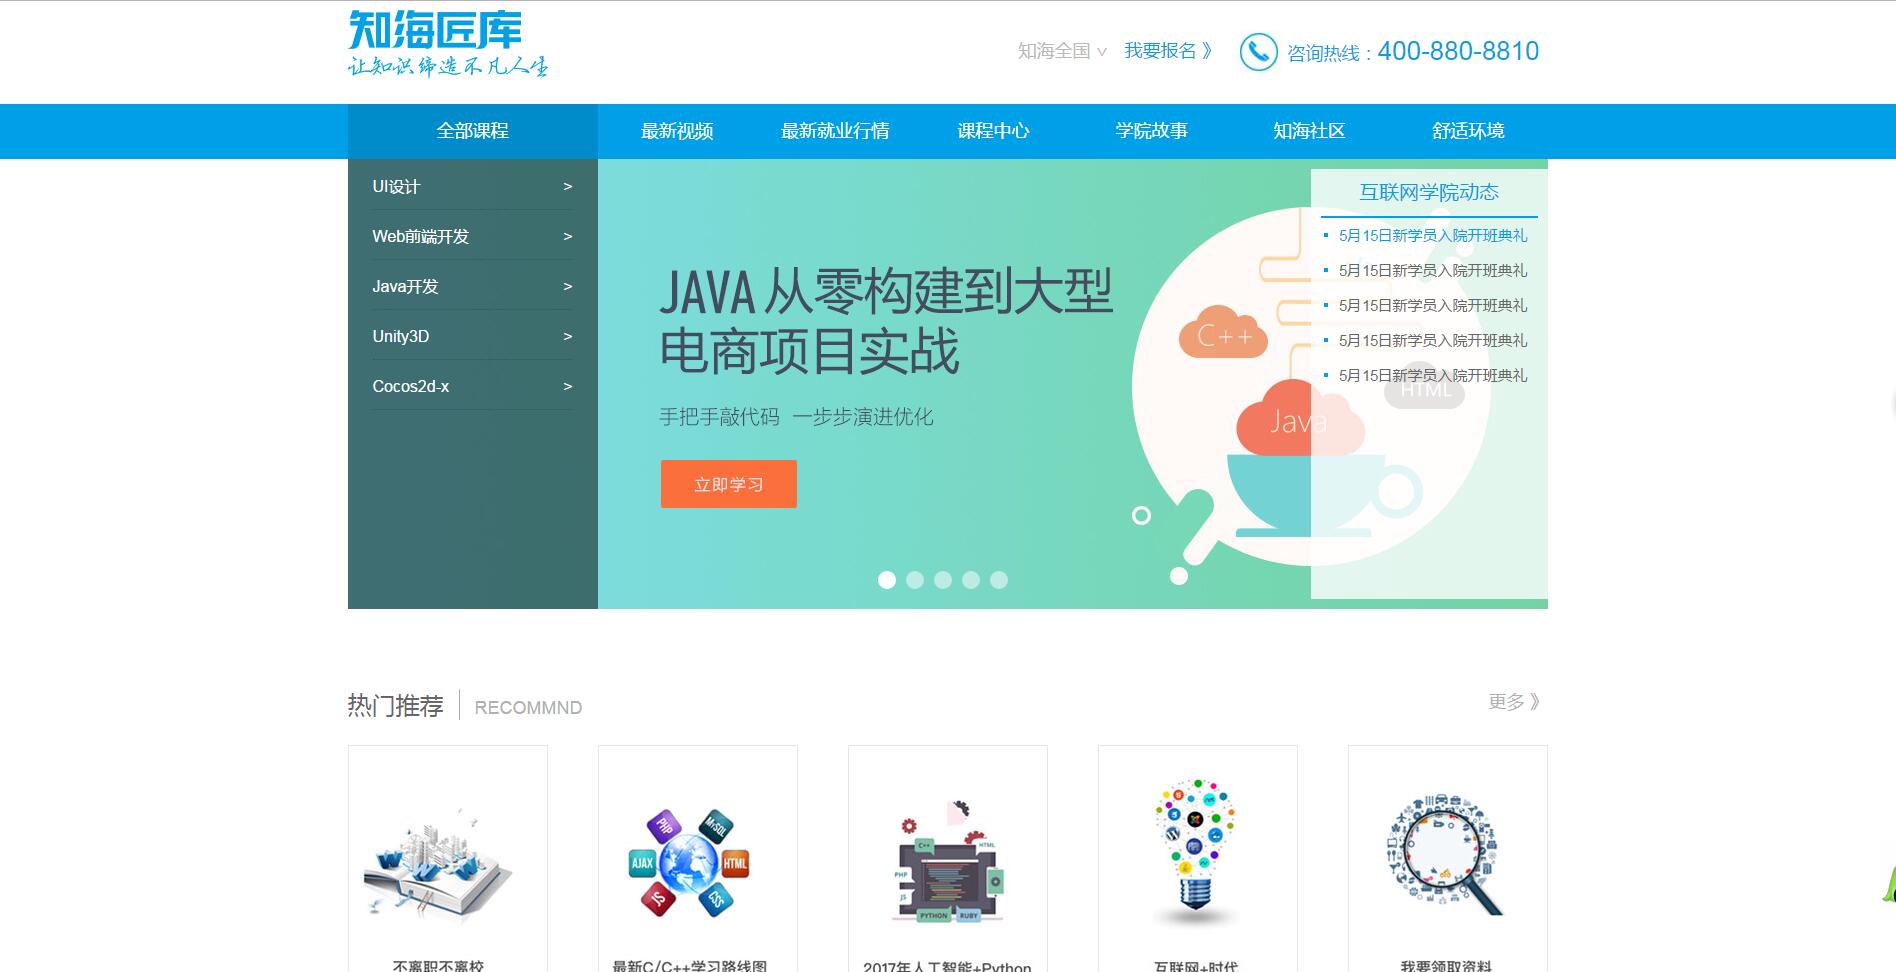 知海匠库
让知识缔造不凡人生
知海全国 ∨
我要报名 》
咨询热线：400-880-8810
全部课程
最新视频
最新就业行情
课程中心
学院故事
知海社区
舒适环境
UI设计 >
Web前端开发 >
Java开发 >
Unity3D >
Cocos2d-x >
JAVA 从零构建到大型
电商项目实战
手把手敲代码 一步步演进优化
立即学习
C++
Java
HTML
互联网学院动态
5月15日新学员入院开班典礼
5月15日新学员入院开班典礼
5月15日新学员入院开班典礼
5月15日新学员入院开班典礼
5月15日新学员入院开班典礼
热门推荐
RECOMMND
更多 》
WWW
PHP
MySQL
AJAX
HTML
JS
CSS
C++
HTML
PHP
JS
PYTHON
RUBY
不离职不离校
最新C/C++学习路线图
2017年人工智能+Python
互联网+时代
我要领取资料